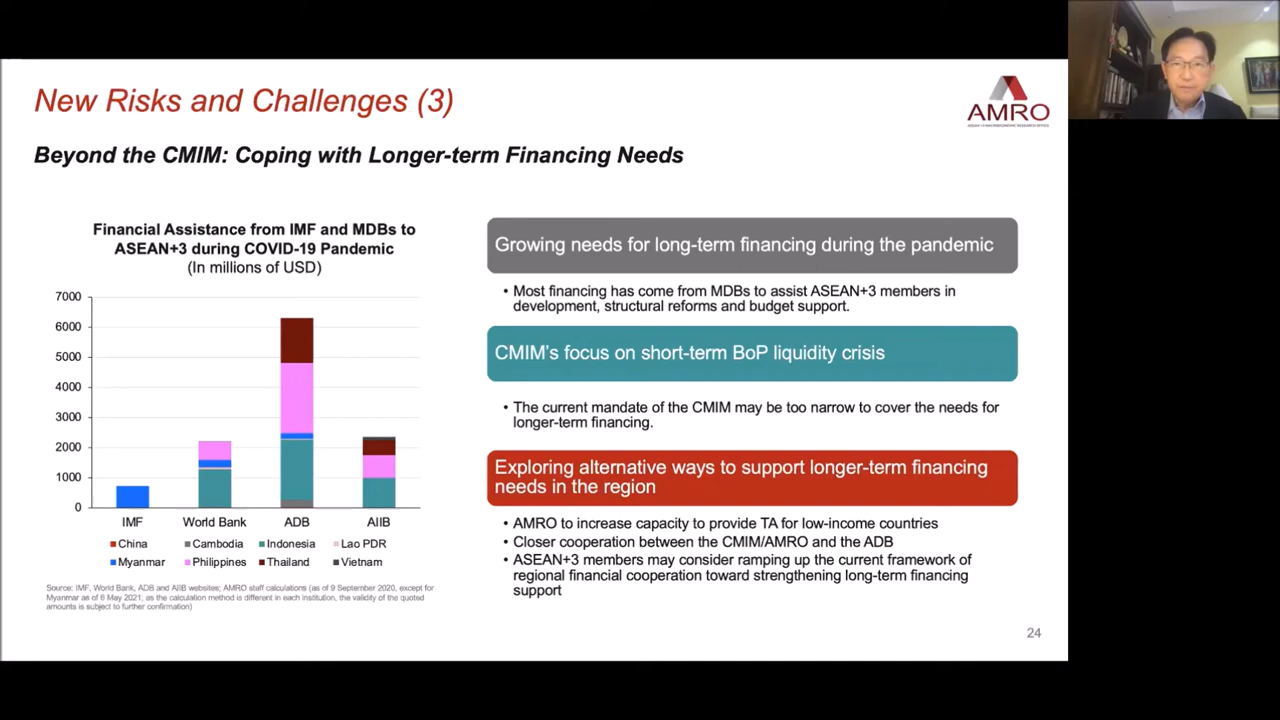 New Risks and Challenges (3)
AMRO
ASEAN+3 MACROECONOMIC RESEARCH OFFICE
Beyond the CMIM: Coping with Longer-term Financing Needs
Financial Assistance from IMF and MDBs to
ASEAN+3 during COVID-19 Pandemic
(In millions of USD)
7000
6000
5000
4000
3000
2000
1000
0
IMF World Bank ADB AIIB
China Cambodia Indonesia Lao PDR
Myanmar Philippines Thailand Vietnam
Source: IMF, World Bank, ADB and AIIB websites; AMRO staff calculations (as of 9 September 2020, except for
Myanmar as of 6 May 2021; as the calculation method is different in each institution, the validity of the quoted
amounts is subject to further confirmation)
Growing needs for long-term financing during the pandemic
• Most financing has come from MDBs to assist ASEAN+3 members in
development, structural reforms and budget support.
CMIM's focus on short-term BoP liquidity crisis
• The current mandate of the CMIM may be too narrow to cover the needs for
longer-term financing.
Exploring alternative ways to support longer-term financing
needs in the region
• AMRO to increase capacity to provide TA for low-income countries
• Closer cooperation between the CMIM/AMRO and the ADB
• ASEAN+3 members may consider ramping up the current framework of
regional financial cooperation toward strengthening long-term financing
support
24